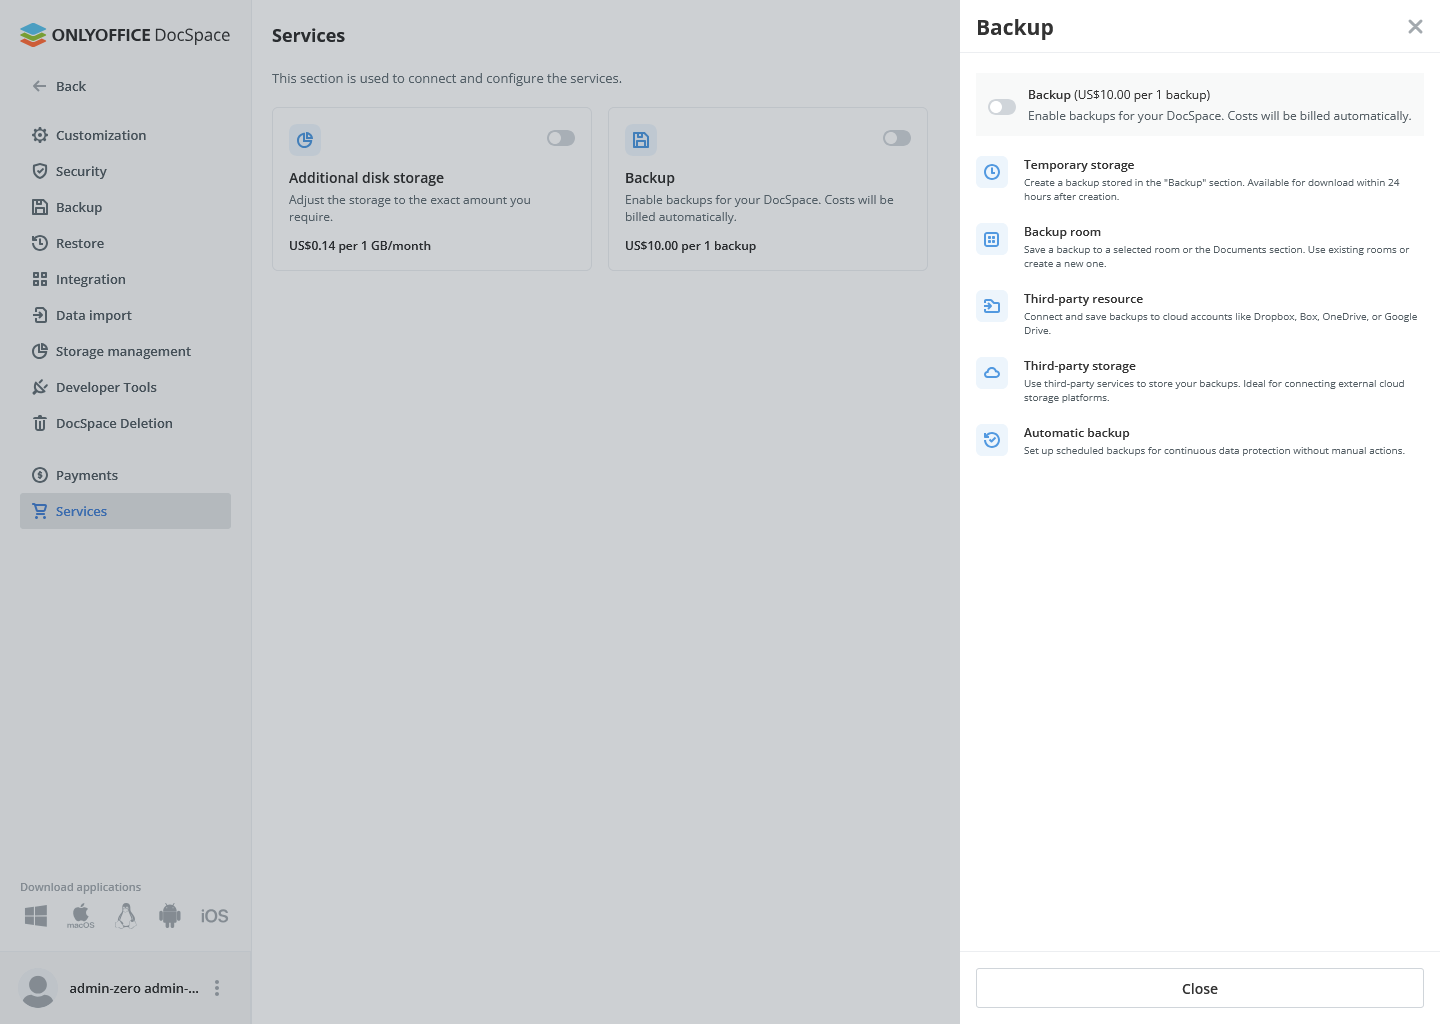 ONLYOFFICE DocSpace
Back
Customization
Security
Backup
Restore
Integration
Data import
Storage management
Developer Tools
DocSpace Deletion
Payments
Services
Download applications
macOS
iOS
admin-zero admin-...
Services
This section is used to connect and configure the services.
Additional disk storage
Adjust the storage to the exact amount you
require.
US$0.14 per 1 GB/month
Backup
Enable backups for your DocSpace. Costs will be
billed automatically.
US$10.00 per 1 backup
Backup
Backup (US$10.00 per 1 backup)
Enable backups for your DocSpace. Costs will be billed automatically.
Temporary storage
Create a backup stored in the "Backup" section. Available for download within 24
hours after creation.
Backup room
Save a backup to a selected room or the Documents section. Use existing rooms or
create a new one.
Third-party resource
Connect and save backups to cloud accounts like Dropbox, Box, OneDrive, or Google
Drive.
Third-party storage
Use third-party services to store your backups. Ideal for connecting external cloud
storage platforms.
Automatic backup
Set up scheduled backups for continuous data protection without manual actions.
Close